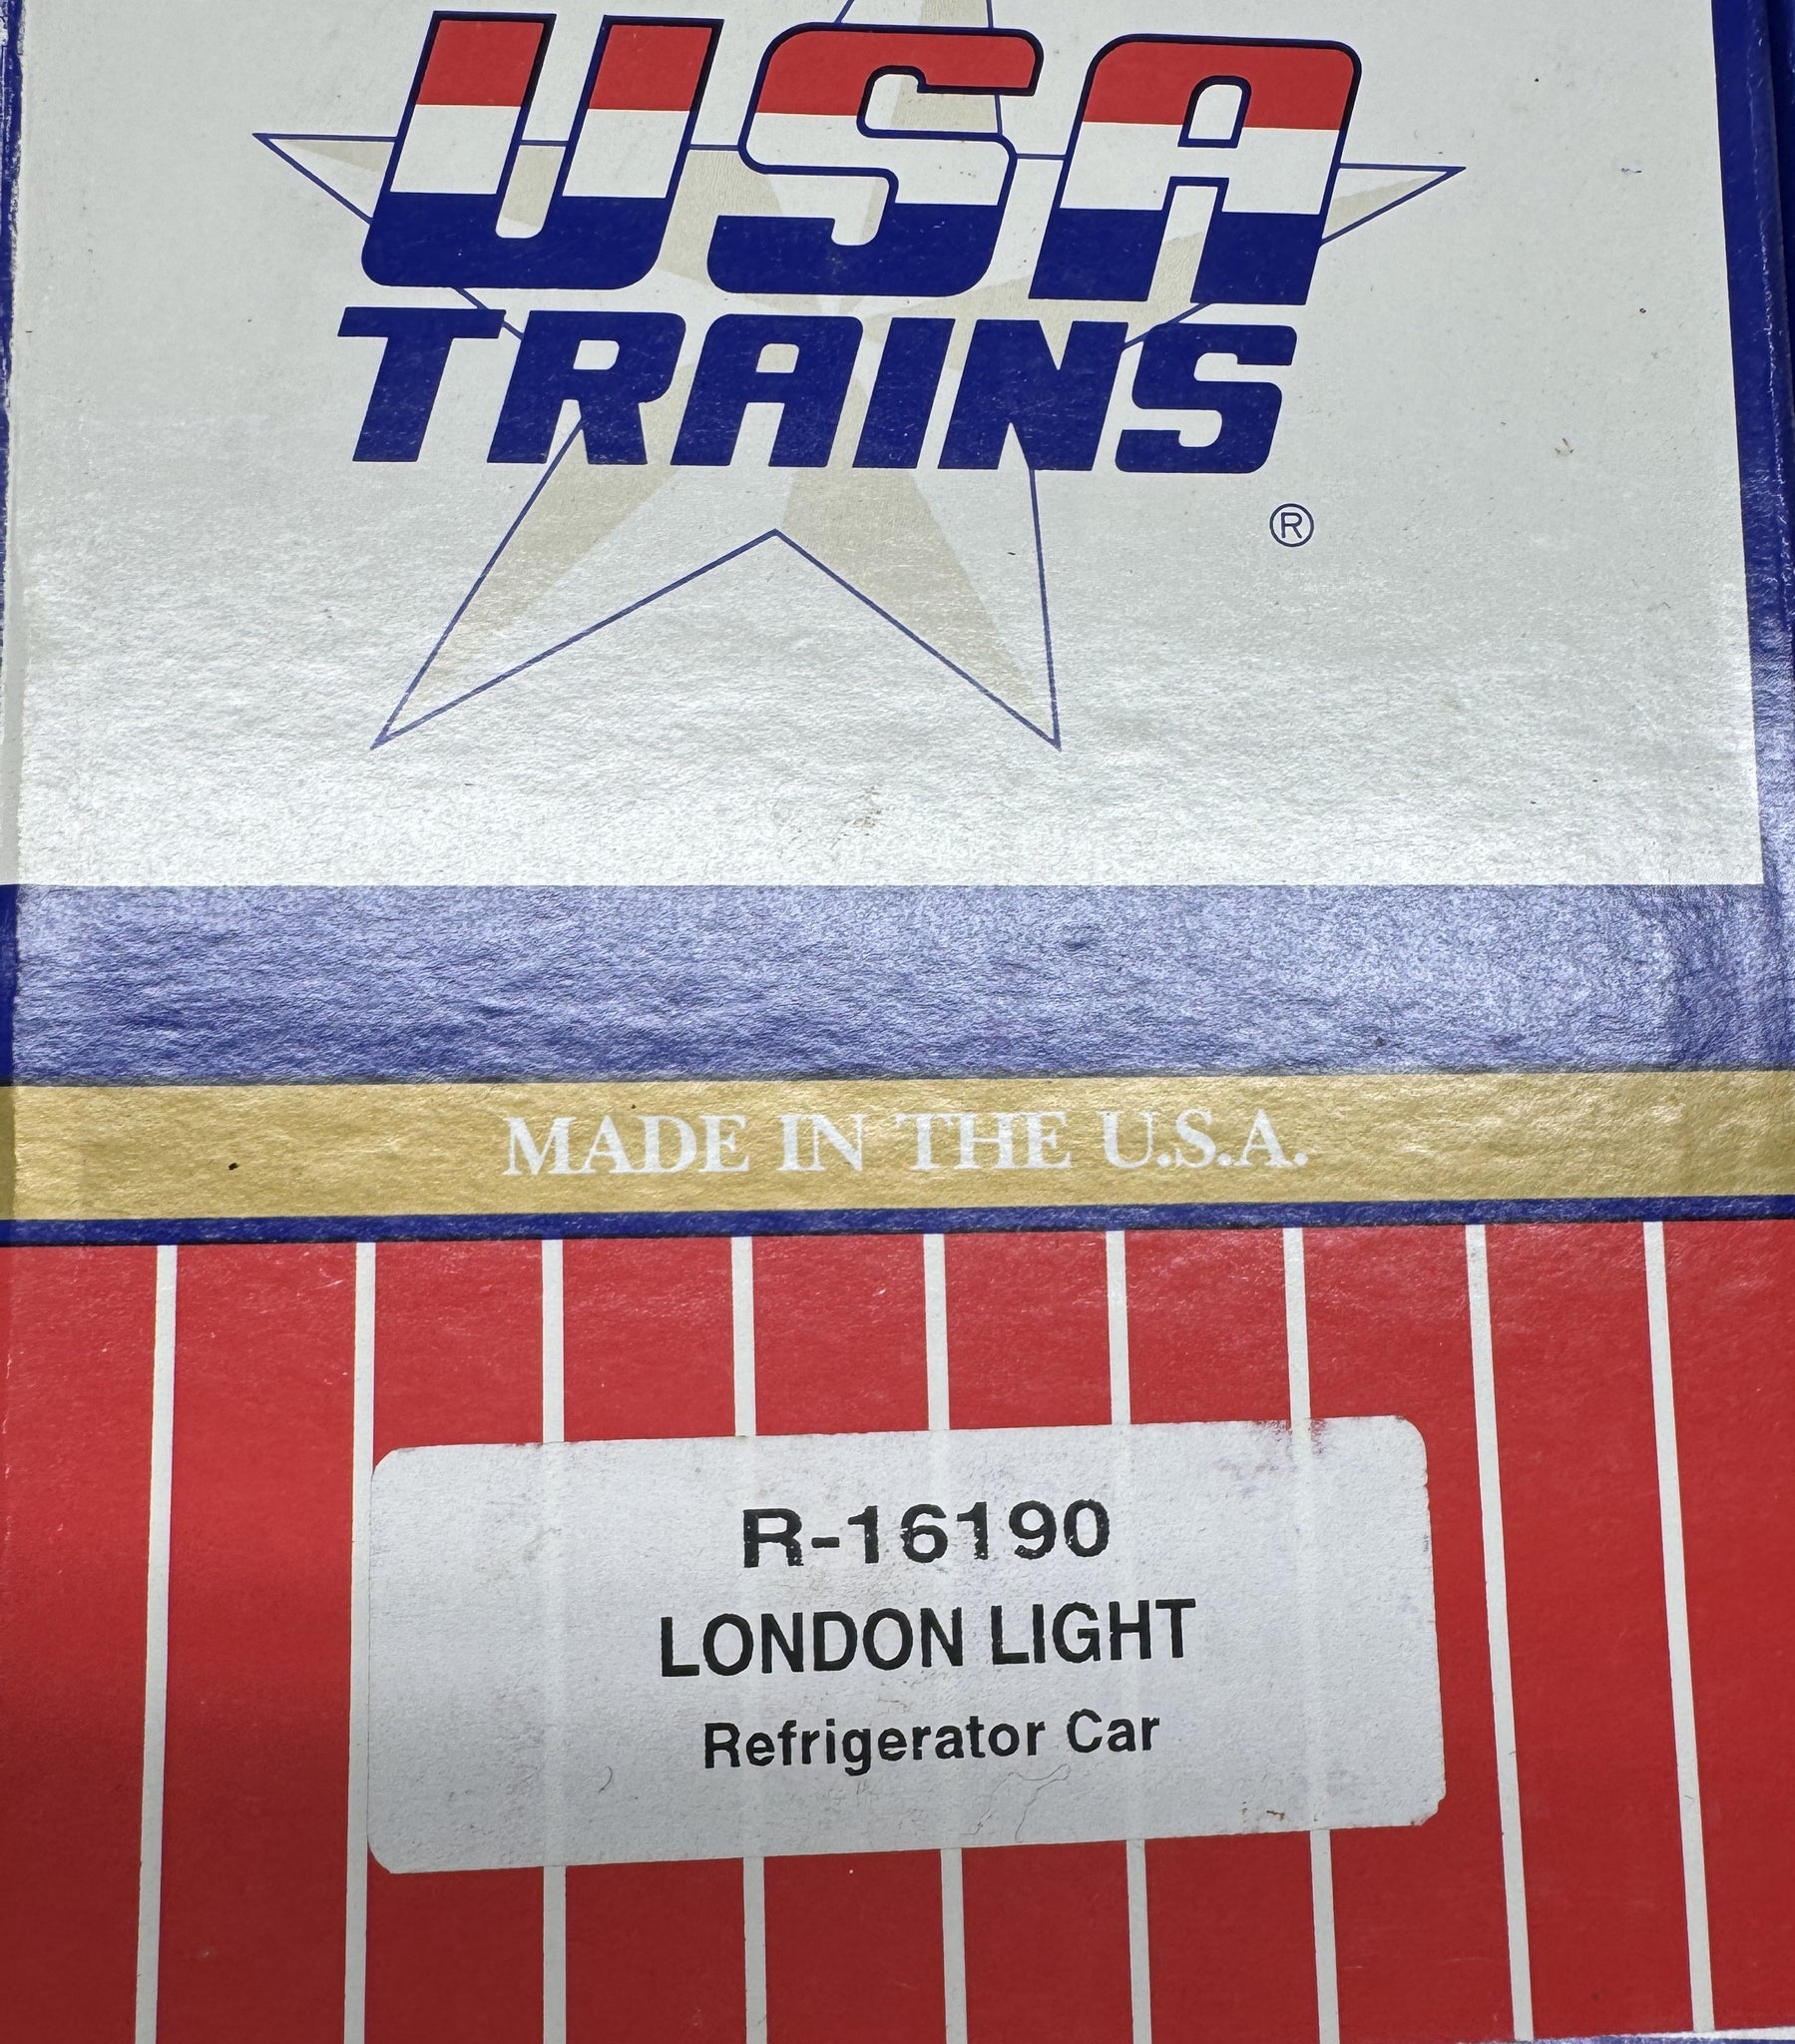 USA
TRAINS
®
MADE IN THE U.S.A.
R-16190
LONDON LIGHT
Refrigerator Car